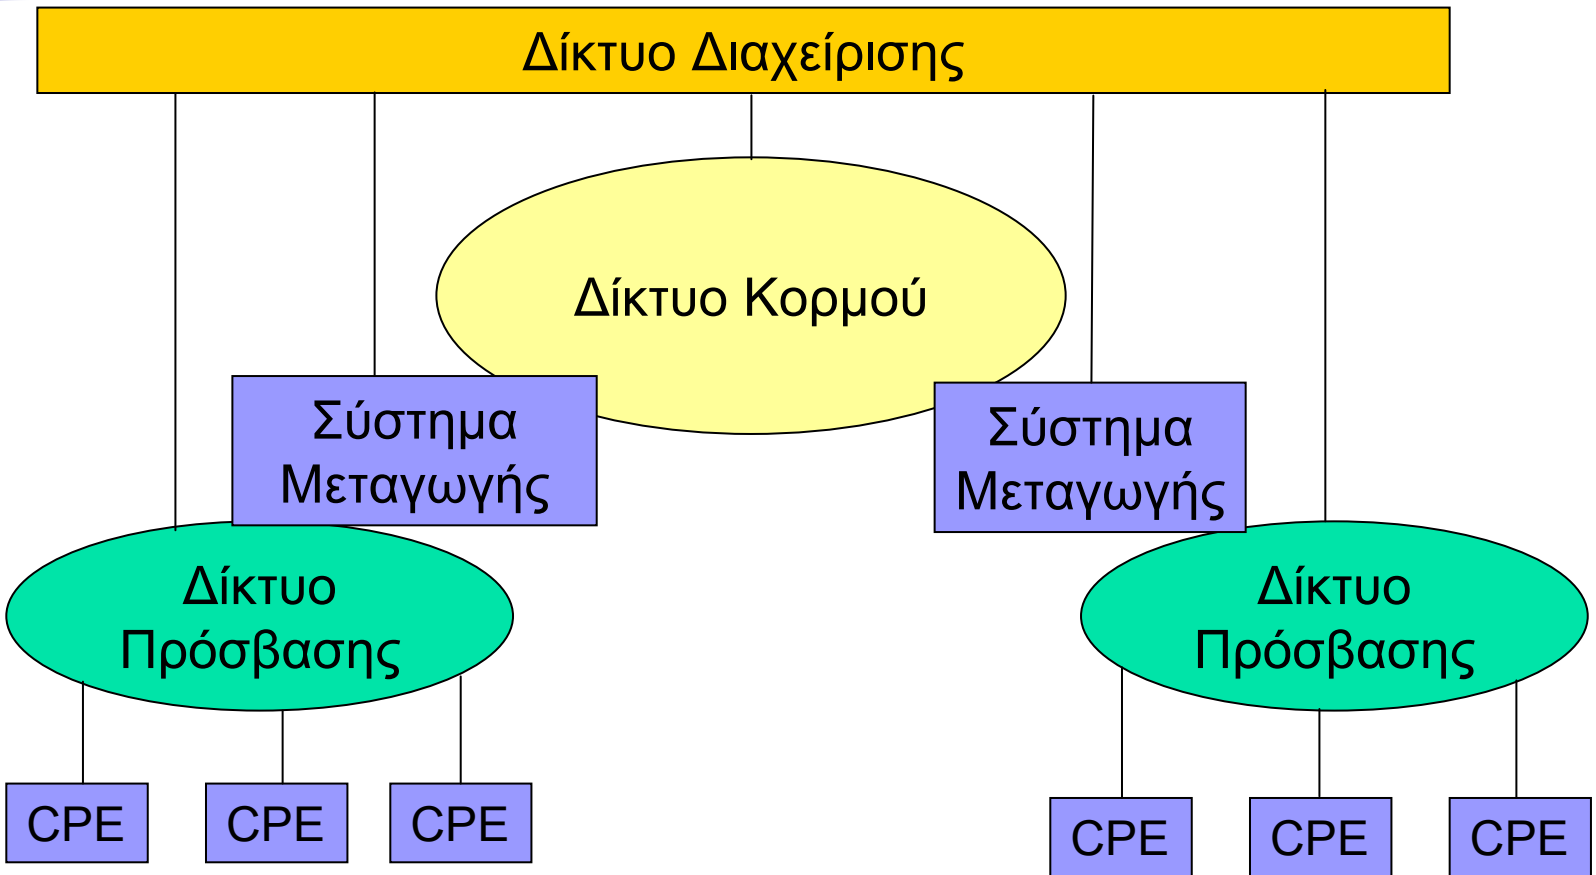 Δίκτυο Διαχείρισης
Δίκτυο Κορμού
Σύστημα
Μεταγωγής
Σύστημα
Μεταγωγής
Δίκτυο
Πρόσβασης
Δίκτυο
Πρόσβασης
CPE
CPE
CPE
CPE
CPE
CPE